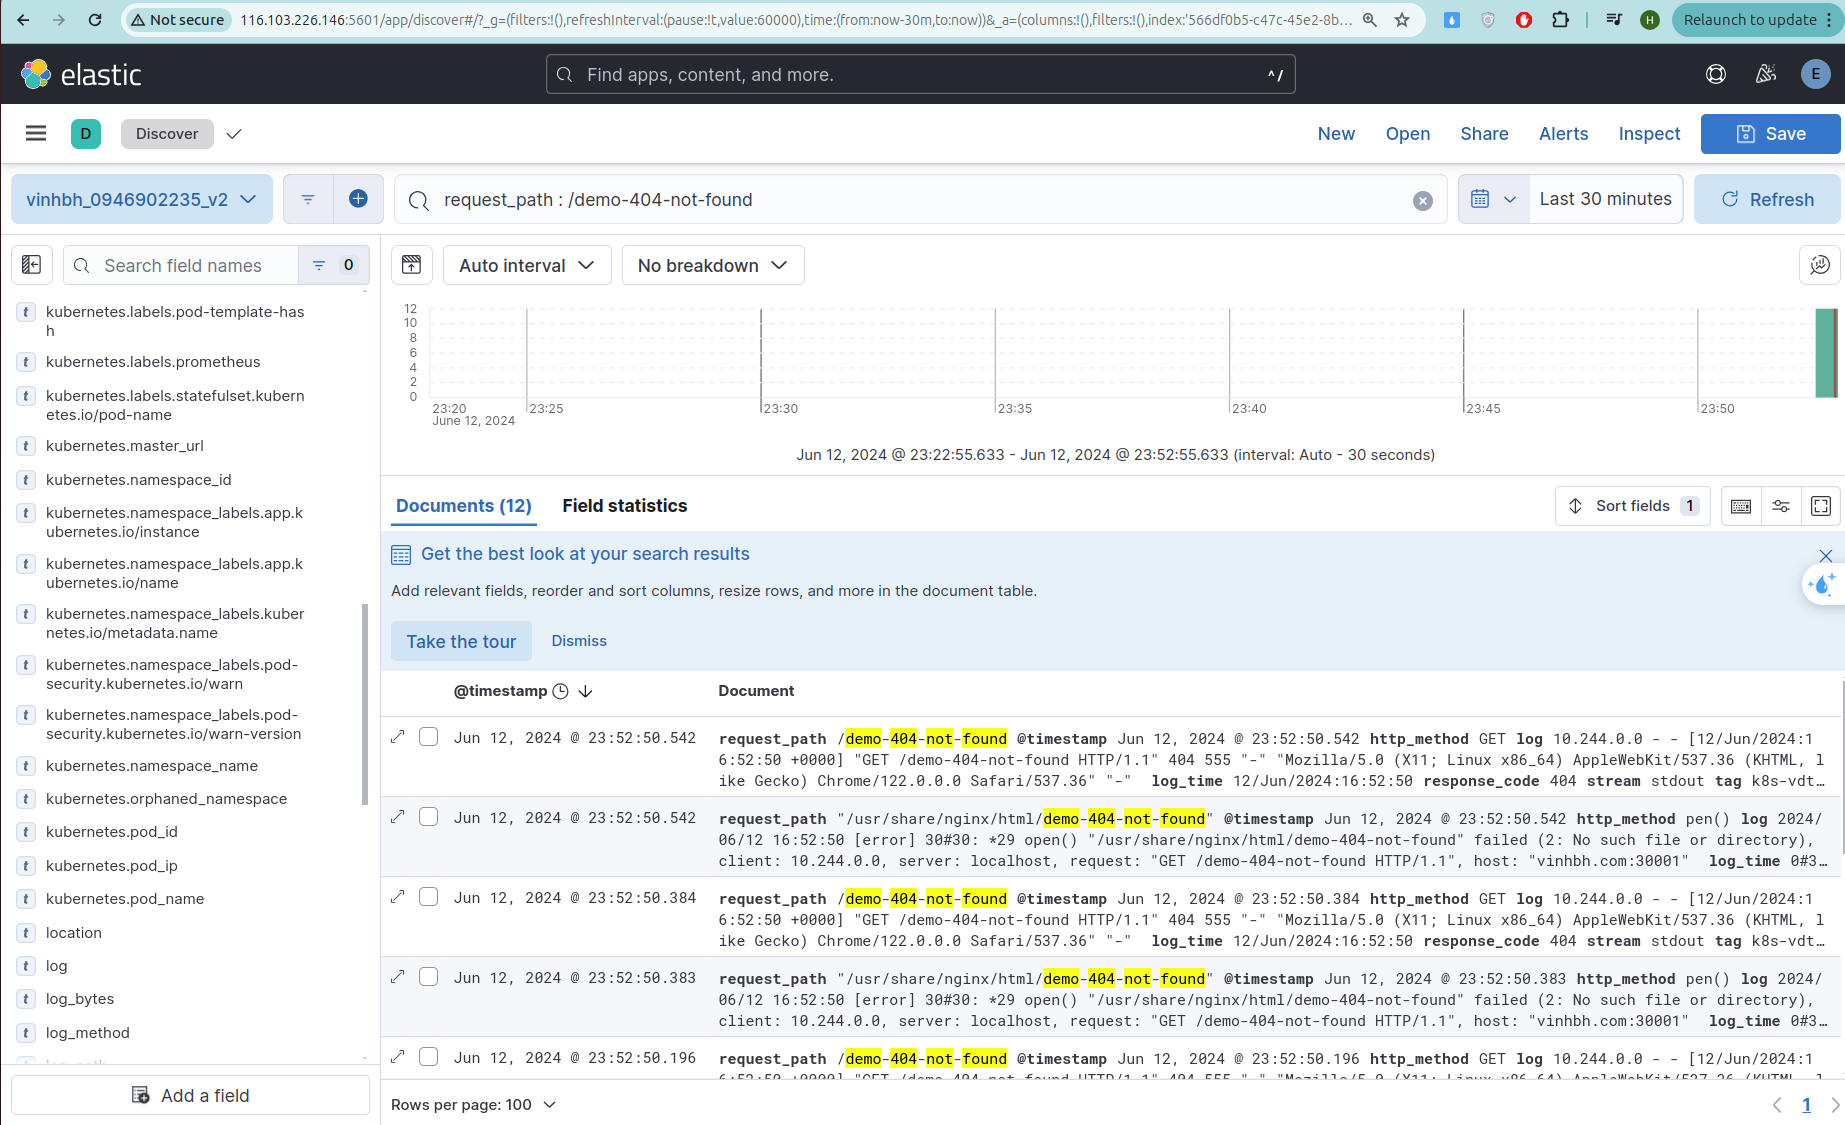 Not secure 116.103.226.146:5601/app/discover#/?_g=(filters:!(),refreshInterval:(pause:!t,value:60000),time:(from:now-30m,to:now))&_a=(columns:!(),filters:!(),index:'566df0b5-c47c-45e2-8b... H Relaunch to update
elastic Find apps, content, and more. ^/ E
D Discover New Open Share Alerts Inspect Save
vinhbh_0946902235_v2 request_path : /demo-404-not-found Last 30 minutes Refresh
Search field names 0 Auto interval No breakdown
t kubernetes.labels.pod-template-has
h
t kubernetes.labels.prometheus
t kubernetes.labels.statefulset.kubern
etes.io/pod-name
t kubernetes.master_url
t kubernetes.namespace_id
t kubernetes.namespace_labels.app.k
ubernetes.io/instance
t kubernetes.namespace_labels.app.k
ubernetes.io/name
t kubernetes.namespace_labels.kuber
netes.io/metadata.name
t kubernetes.namespace_labels.pod-
security.kubernetes.io/warn
t kubernetes.namespace_labels.pod-
security.kubernetes.io/warn-version
t kubernetes.namespace_name
t kubernetes.orphaned_namespace
t kubernetes.pod_id
t kubernetes.pod_ip
t kubernetes.pod_name
t location
t log
t log_bytes
t log_method
Add a field
12
10
8
6
4
2
0
23:20 23:25 23:30 23:35 23:40 23:45 23:50
June 12, 2024
Jun 12, 2024 @ 23:22:55.633 - Jun 12, 2024 @ 23:52:55.633 (interval: Auto - 30 seconds)
Documents (12) Field statistics Sort fields 1
Get the best look at your search results
Add relevant fields, reorder and sort columns, resize rows, and more in the document table.
Take the tour Dismiss
@timestamp Document
Jun 12, 2024 @ 23:52:50.542 request_path /demo-404-not-found @timestamp Jun 12, 2024 @ 23:52:50.542 http_method GET log 10.244.0.0 - - [12/Jun/2024:1
6:52:50 +0000] "GET /demo-404-not-found HTTP/1.1" 404 555 "-" "Mozilla/5.0 (X11; Linux x86_64) AppleWebKit/537.36 (KHTML, l
ike Gecko) Chrome/122.0.0.0 Safari/537.36" "-" log_time 12/Jun/2024:16:52:50 response_code 404 stream stdout tag k8s-vdt...
Jun 12, 2024 @ 23:52:50.542 request_path "/usr/share/nginx/html/demo-404-not-found" @timestamp Jun 12, 2024 @ 23:52:50.542 http_method pen() log 2024/
06/12 16:52:50 [error] 30#30: *29 open() "/usr/share/nginx/html/demo-404-not-found" failed (2: No such file or directory),
client: 10.244.0.0, server: localhost, request: "GET /demo-404-not-found HTTP/1.1", host: "vinhbh.com:30001" log_time 0#3...
Jun 12, 2024 @ 23:52:50.384 request_path /demo-404-not-found @timestamp Jun 12, 2024 @ 23:52:50.384 http_method GET log 10.244.0.0 - - [12/Jun/2024:1
6:52:50 +0000] "GET /demo-404-not-found HTTP/1.1" 404 555 "-" "Mozilla/5.0 (X11; Linux x86_64) AppleWebKit/537.36 (KHTML, l
ike Gecko) Chrome/122.0.0.0 Safari/537.36" "-" log_time 12/Jun/2024:16:52:50 response_code 404 stream stdout tag k8s-vdt...
Jun 12, 2024 @ 23:52:50.383 request_path "/usr/share/nginx/html/demo-404-not-found" @timestamp Jun 12, 2024 @ 23:52:50.383 http_method pen() log 2024/
06/12 16:52:50 [error] 30#30: *29 open() "/usr/share/nginx/html/demo-404-not-found" failed (2: No such file or directory),
client: 10.244.0.0, server: localhost, request: "GET /demo-404-not-found HTTP/1.1", host: "vinhbh.com:30001" log_time 0#3...
Jun 12, 2024 @ 23:52:50.196 request_path /demo-404-not-found @timestamp Jun 12, 2024 @ 23:52:50.196 http_method GET log 10.244.0.0 - - [12/Jun/2024:1
Rows per page: 100 1